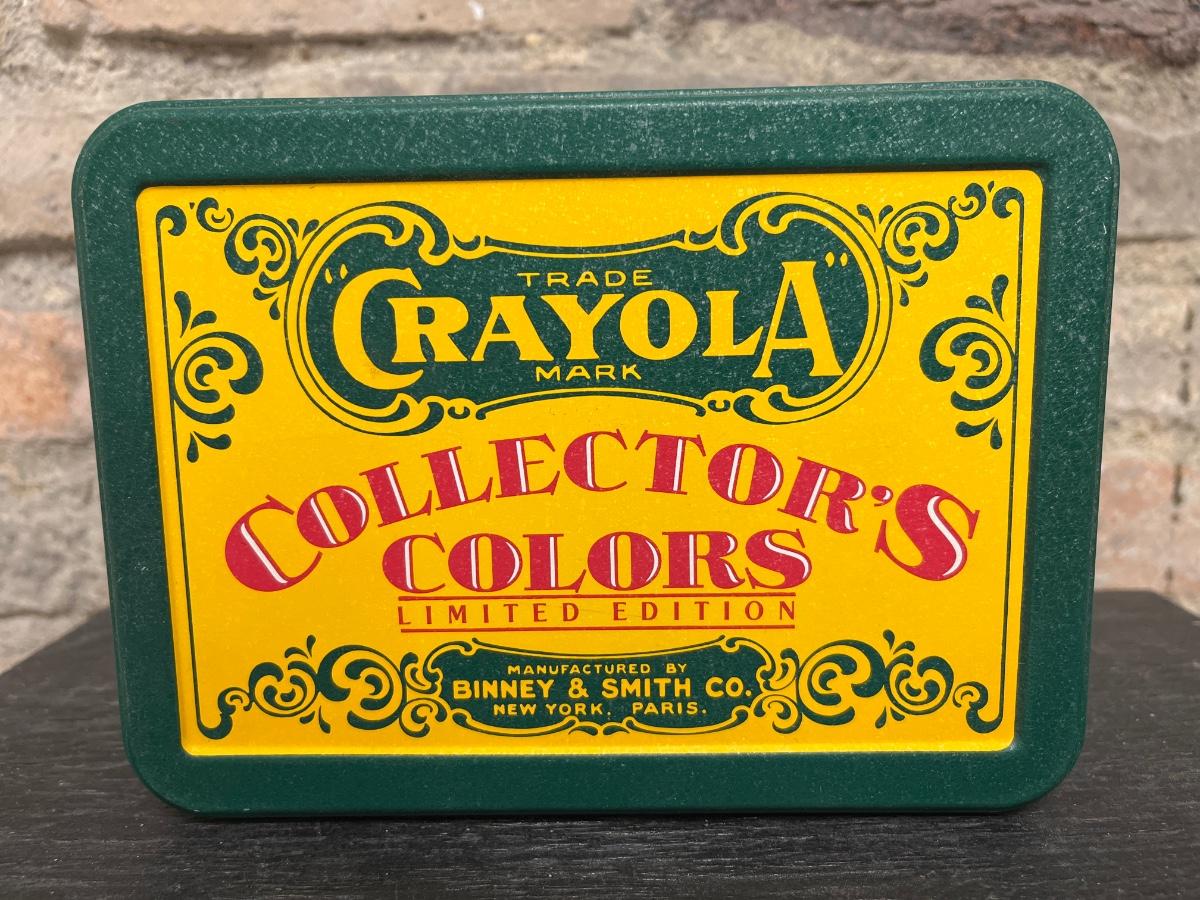 TRADE
"CRAYOLA"
MARK
COLLECTOR'S
COLORS
LIMITED EDITION
MANUFACTURED BY
BINNEY & SMITH CO.
NEW YORK, PARIS.